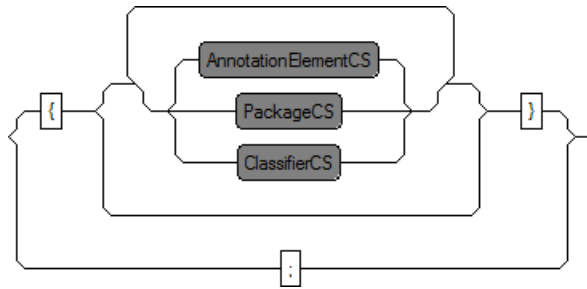 AnnotationElementCS
{ PackageCS }
ClassifierCS
;